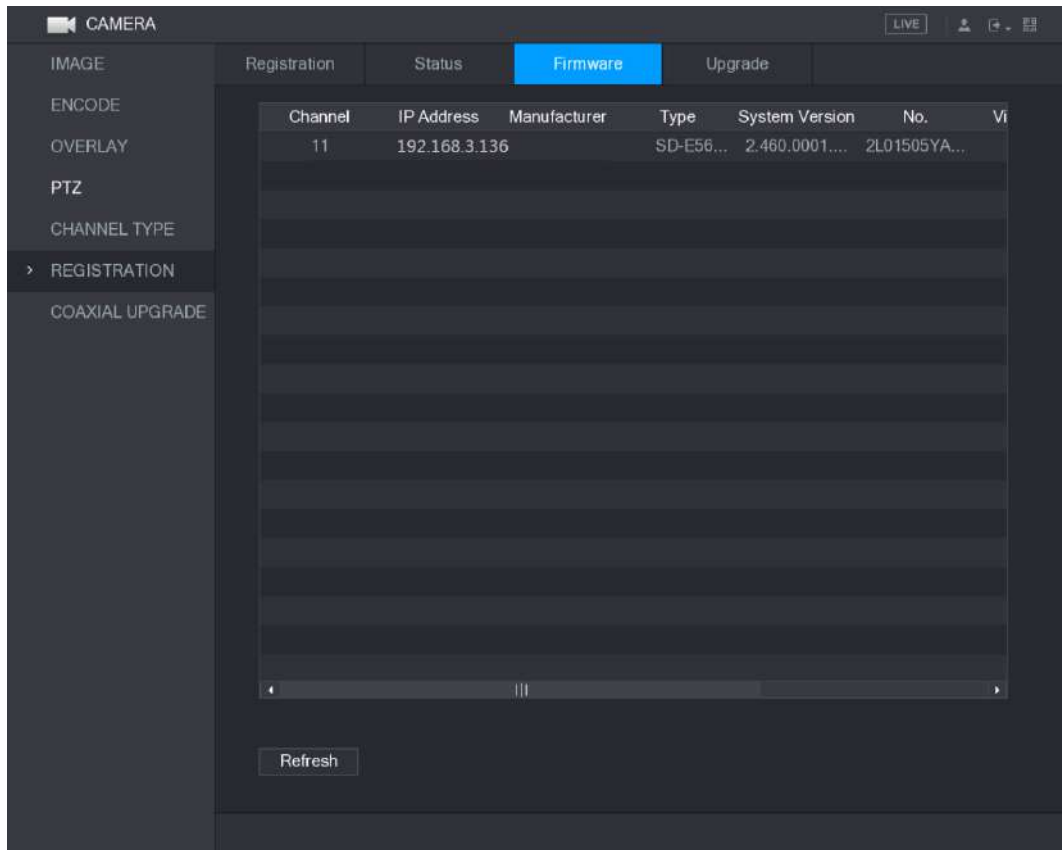 CAMERA LIVE
IMAGE
ENCODE
OVERLAY
PTZ
CHANNEL TYPE
REGISTRATION
COAXIAL UPGRADE
Registration Status Firmware Upgrade
Channel IP Address Manufacturer Type System Version No. Vi
11 192.168.3.136 SD-E56... 2.460.0001.... 2L01505YA...
Refresh